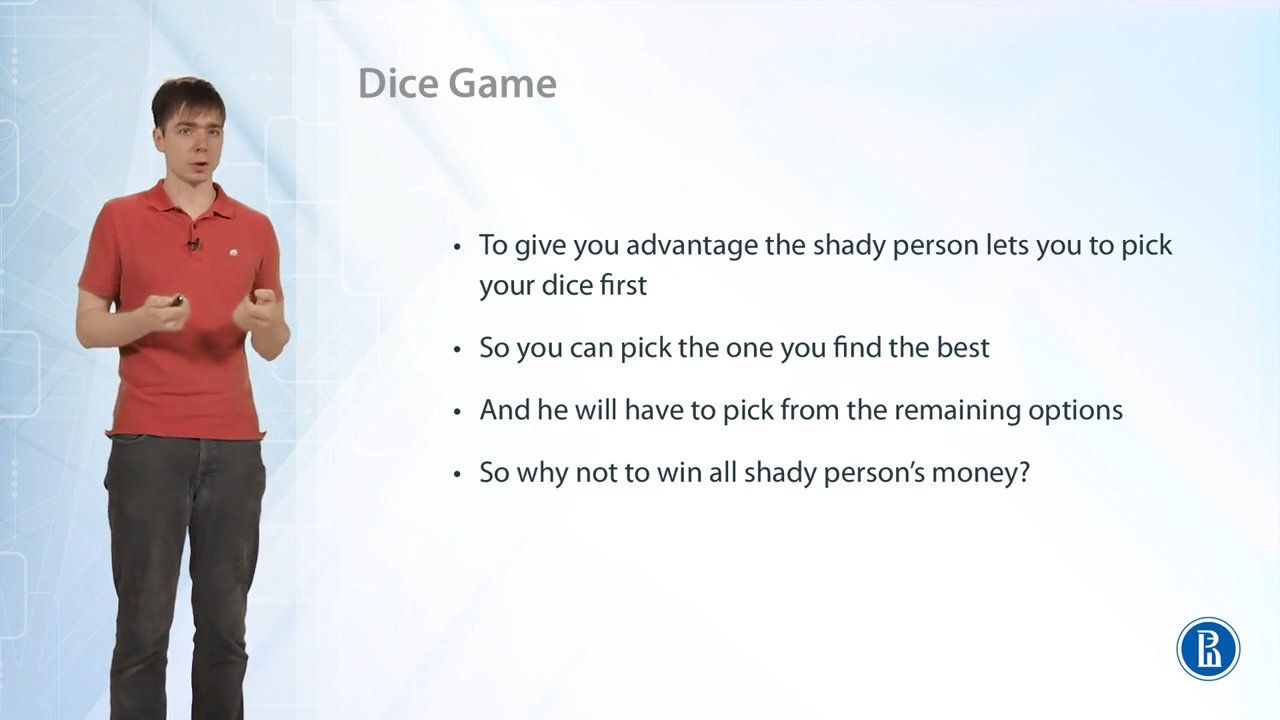 Dice Game
• To give you advantage the shady person lets you to pick
your dice first
• So you can pick the one you find the best
• And he will have to pick from the remaining options
• So why not to win all shady person's money?